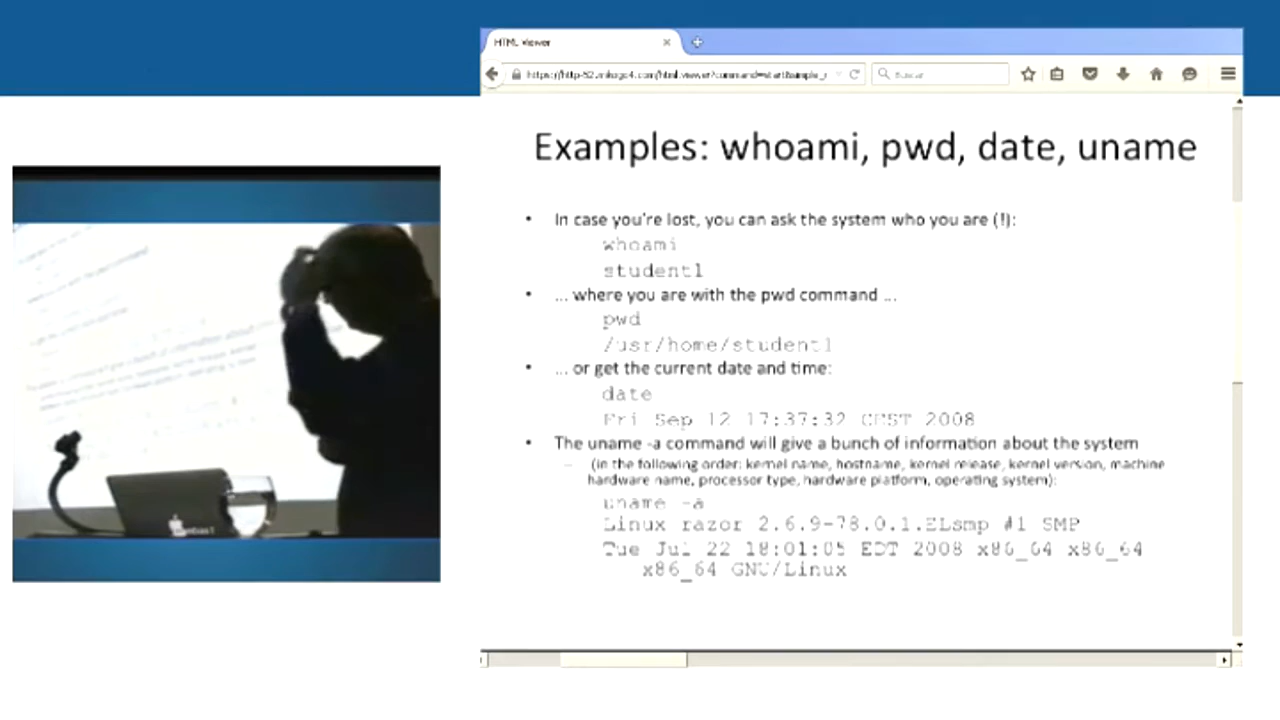 HTML viewer
Buscar
Examples: whoami, pwd, date, uname
• In case you're lost, you can ask the system who you are (!):
whoami
student1
• ... where you are with the pwd command ...
pwd
/usr/home/student1
• ... or get the current date and time:
date
Fri Sep 12 17:37:32 CEST 2008
• The uname -a command will give a bunch of information about the system
– (in the following order: kernel name, hostname, kernel release, kernel version, machine
hardware name, processor type, hardware platform, operating system):
uname -a
Linux razor 2.6.9-78.0.1.ELsmp #1 SMP
Tue Jul 22 18:01:05 EDT 2008 x86_64 x86_64
x86_64 GNU/Linux